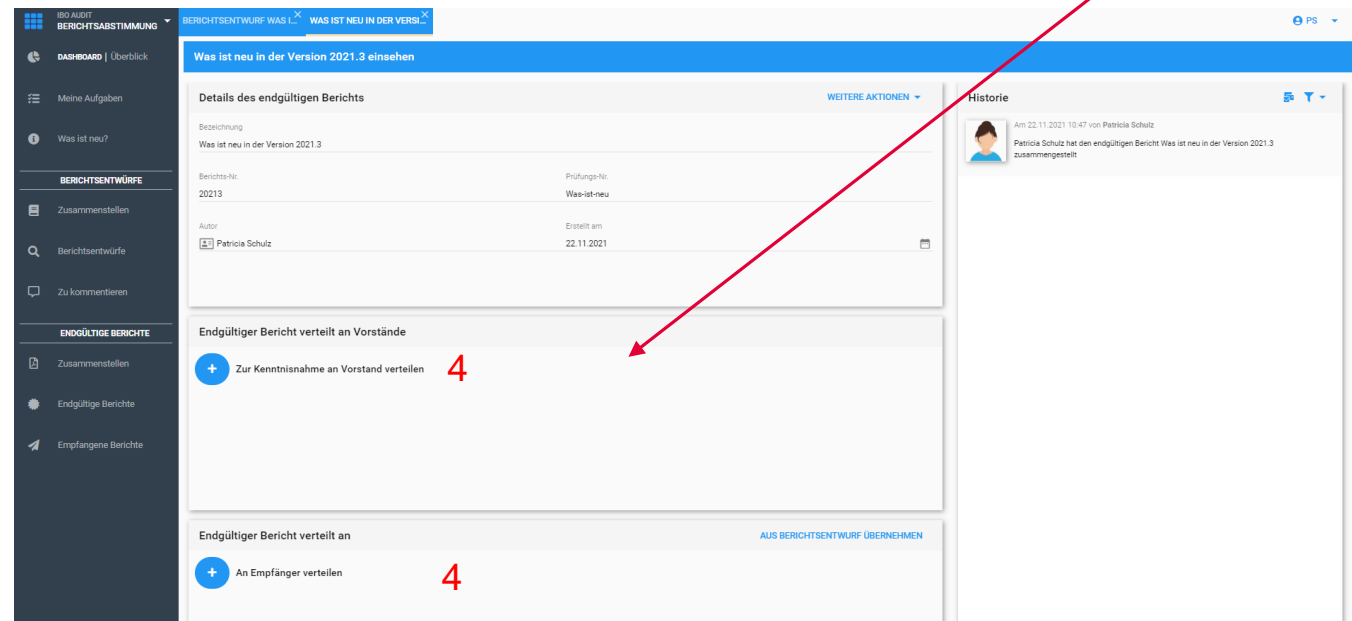 IBO AUDIT
BERICHTSABSTIMMUNG
BERICHTSENTWURF WAS I...
WAS IST NEU IN DER VERSI...
PS
DASHBOARD | Überblick
Meine Aufgaben
Was ist neu?
BERICHTSENTWÜRFE
Zusammenstellen
Berichtsentwürfe
Zu kommentieren
ENDGÜLTIGE BERICHTE
Zusammenstellen
Endgültige Berichte
Empfangene Berichte
Was ist neu in der Version 2021.3 einsehen
Details des endgültigen Berichts
WEITERE AKTIONEN
Bezeichnung
Was ist neu in der Version 2021.3
Berichts-Nr.
Prüfungs-Nr.
20213
Was-ist-neu
Autor
Erstellt am
Patricia Schulz
22.11.2021
Endgültiger Bericht verteilt an Vorstände
+ Zur Kenntnisnahme an Vorstand verteilen 4
Endgültiger Bericht verteilt an
AUS BERICHTSENTWURF ÜBERNEHMEN
+ An Empfänger verteilen 4
Historie
Am 22.11.2021 10:47 von Patricia Schulz
Patricia Schulz hat den endgültigen Bericht Was ist neu in der Version 2021.3
zusammengestellt